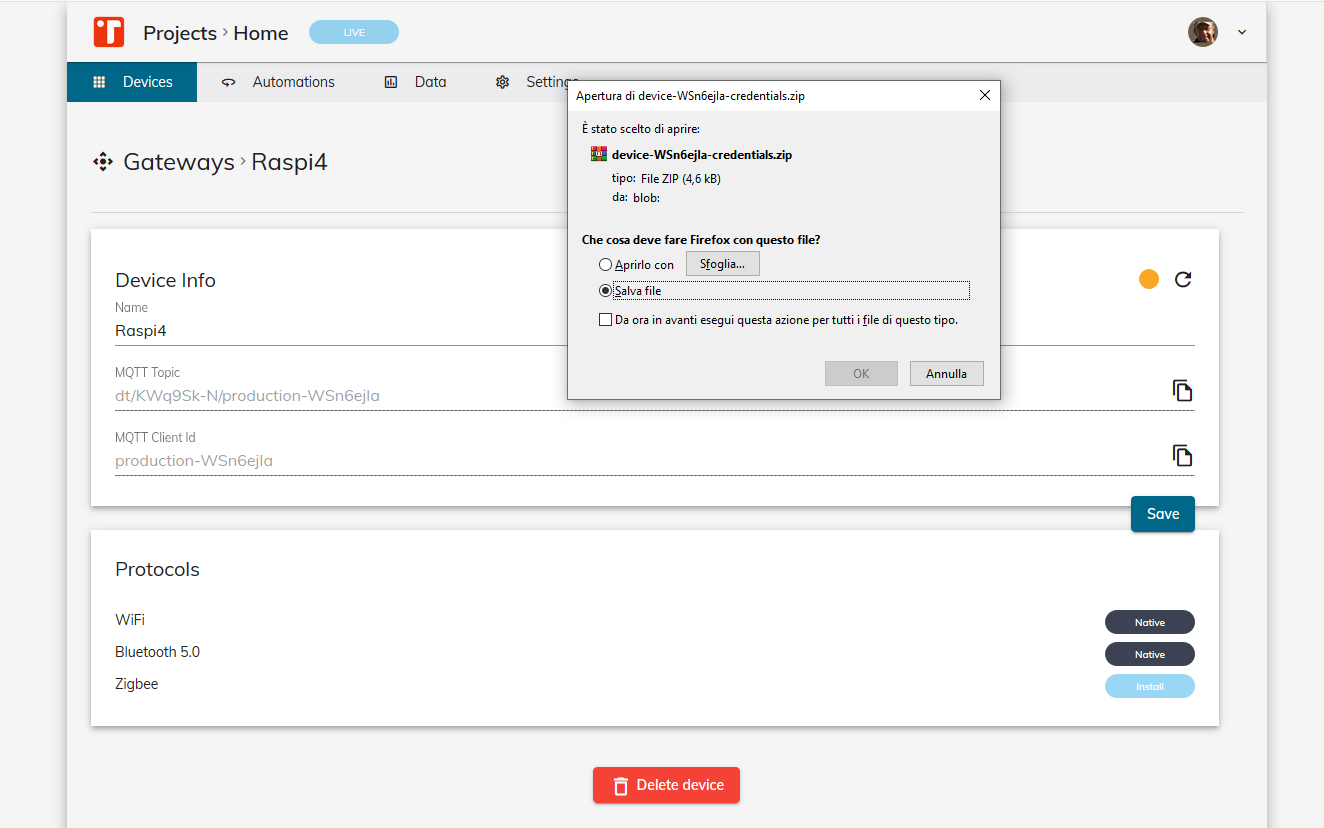 Projects › Home LIVE
Devices Automations Data Settings
Apertura di device-WSn6ejla-credentials.zip
È stato scelto di aprire:
device-WSn6ejla-credentials.zip
tipo: File ZIP (4,6 kB)
da: blob:
Che cosa deve fare Firefox con questo file?
Aprirlo con Sfoglia...
Salva file
Da ora in avanti esegui questa azione per tutti i file di questo tipo.
OK Annulla
Gateways › Raspi4
Device Info
Name
Raspi4
MQTT Topic
dt/KWq9Sk-N/production-WSn6ejla
MQTT Client Id
production-WSn6ejla
Save
Protocols
WiFi Native
Bluetooth 5.0 Native
Zigbee Install
Delete device